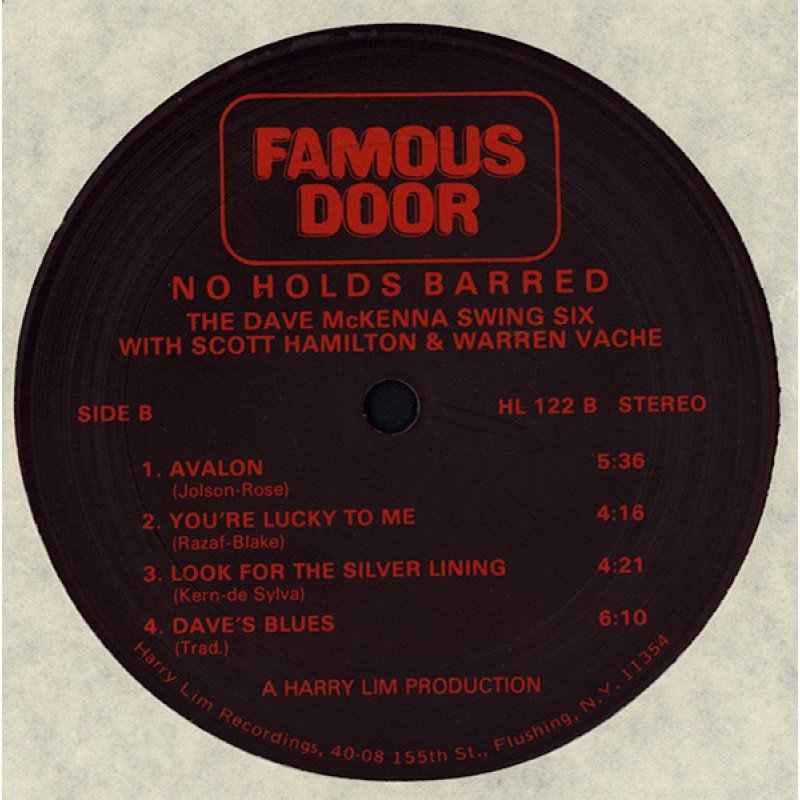 FAMOUS
DOOR
NO HOLDS BARRED
THE DAVE McKENNA SWING SIX
WITH SCOTT HAMILTON & WARREN VACHE
SIDE B HL 122 B STEREO
1. AVALON 5:36
(Jolson-Rose)
2. YOU'RE LUCKY TO ME 4:16
(Razaf-Blake)
3. LOOK FOR THE SILVER LINING 4:21
(Kern-de Sylva)
4. DAVE'S BLUES 6:10
(Trad.)
A HARRY LIM PRODUCTION
Harry Lim Recordings, 40-08 155th St., Flushing, N.Y. 11354